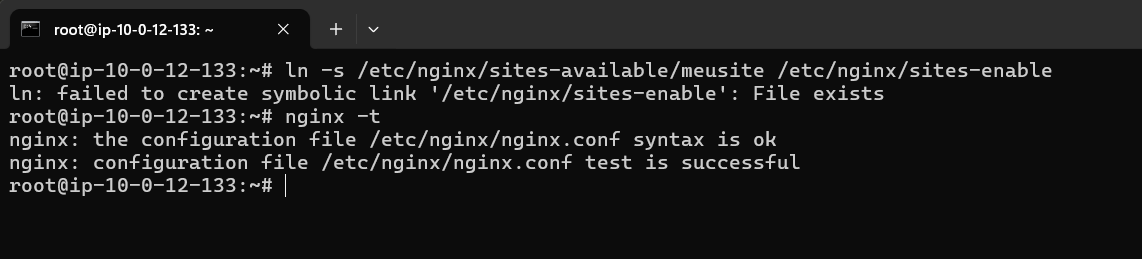 root@ip-10-0-12-133: ~
root@ip-10-0-12-133:~# ln -s /etc/nginx/sites-available/meusite /etc/nginx/sites-enable
ln: failed to create symbolic link '/etc/nginx/sites-enable': File exists
root@ip-10-0-12-133:~# nginx -t
nginx: the configuration file /etc/nginx/nginx.conf syntax is ok
nginx: configuration file /etc/nginx/nginx.conf test is successful
root@ip-10-0-12-133:~#